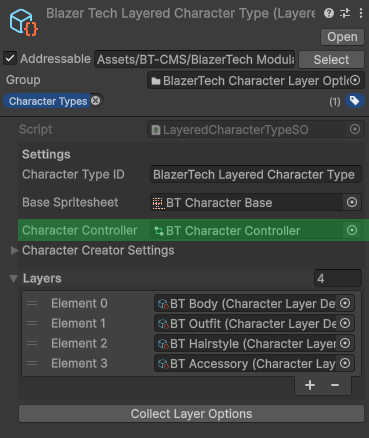 Blazer Tech Layered Character Type (Layere
Open
Addressable Assets/BT-CMS/BlazerTech Modula Select
Group BlazerTech Character Layer Optio
Character Types (1)
Script LayeredCharacterTypeSO
Settings
Character Type ID BlazerTech Layered Character Type
Base Spritesheet BT Character Base
Character Controller BT Character Controller
Character Creator Settings
Layers 4
Element 0 BT Body (Character Layer De
Element 1 BT Outfit (Character Layer De
Element 2 BT Hairstyle (Character Layer
Element 3 BT Accessory (Character Lay
+ −
Collect Layer Options